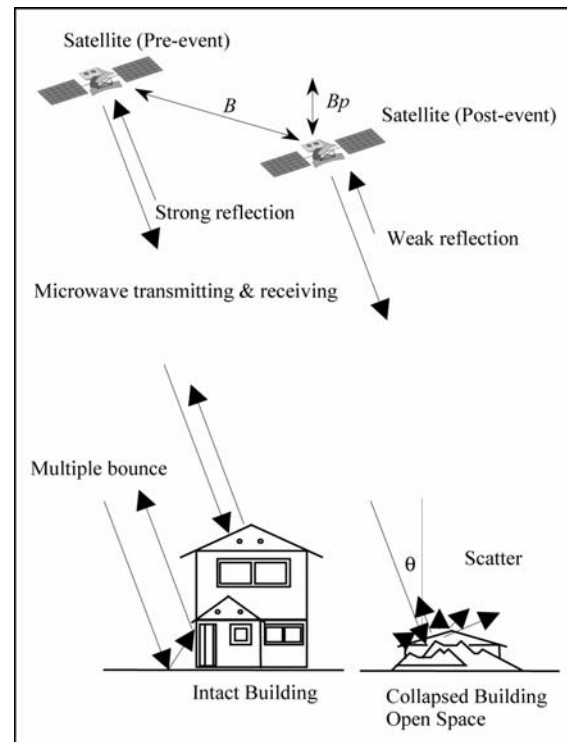 Satellite (Pre-event)
B
Bp
Satellite (Post-event)
Strong reflection
Weak reflection
Microwave transmitting & receiving
Multiple bounce
θ
Scatter
Intact Building
Collapsed Building
Open Space